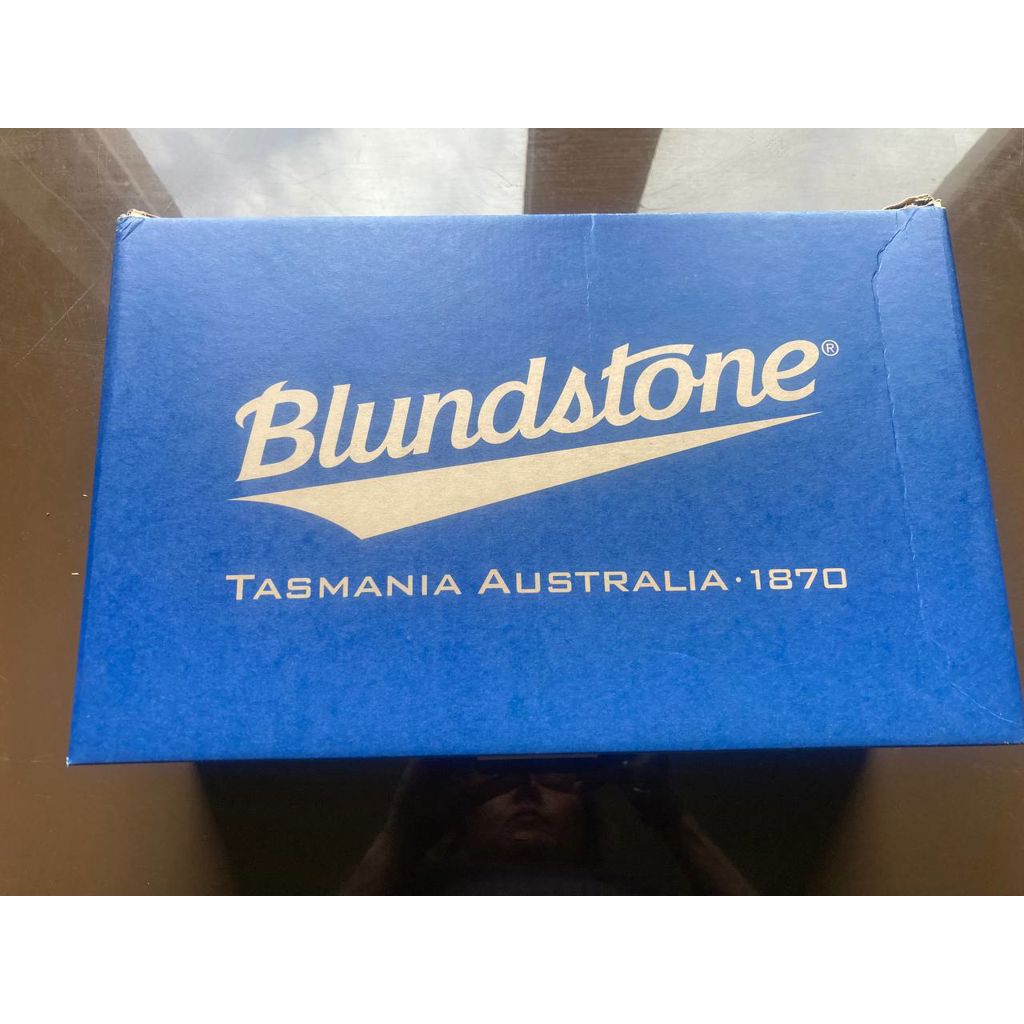 Blundstone®
TASMANIA AUSTRALIA · 1870